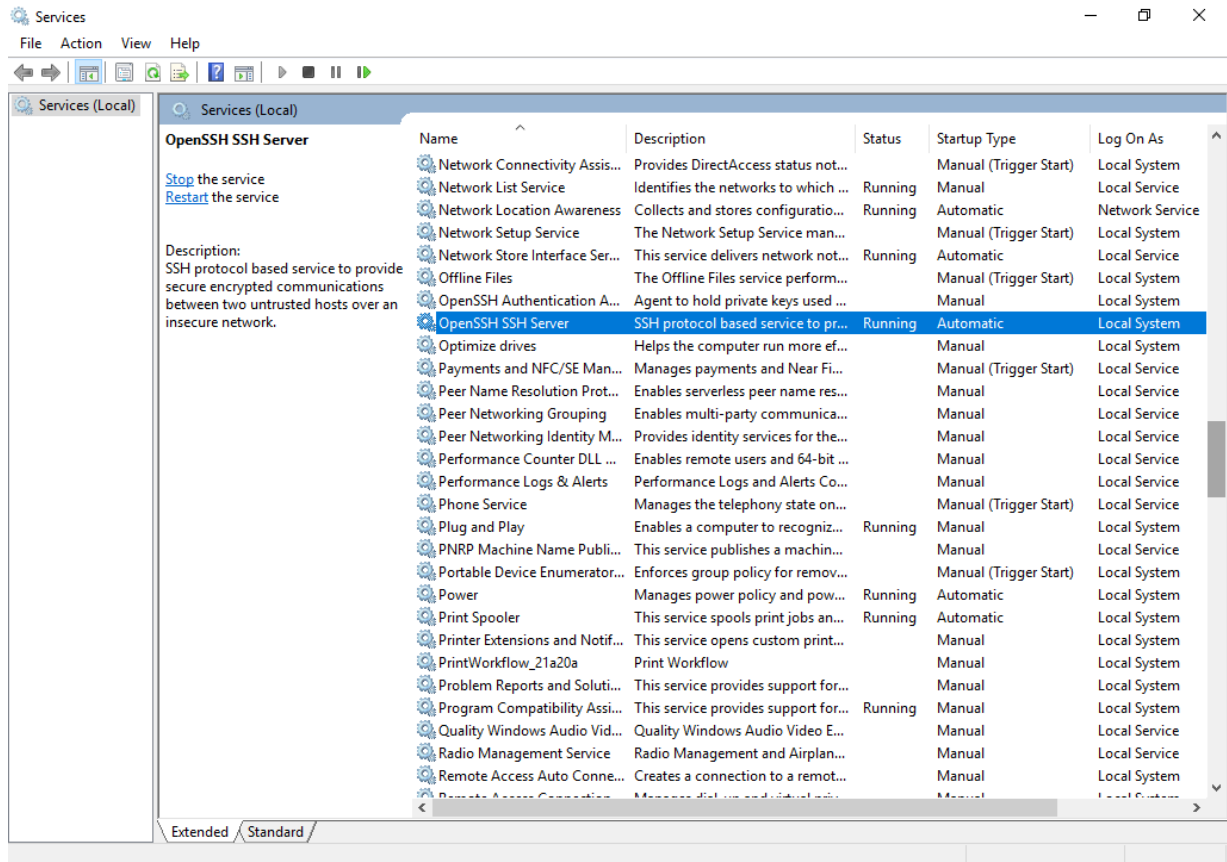 Services
File Action View Help
Services (Local)
Services (Local)
OpenSSH SSH Server
Stop the service
Restart the service
Description:
SSH protocol based service to provide
secure encrypted communications
between two untrusted hosts over an
insecure network.
Name Description Status Startup Type Log On As
Network Connectivity Assis... Provides DirectAccess status not... Manual (Trigger Start) Local System
Network List Service Identifies the networks to which ... Running Manual Local Service
Network Location Awareness Collects and stores configuratio... Running Automatic Network Service
Network Setup Service The Network Setup Service man... Manual (Trigger Start) Local System
Network Store Interface Ser... This service delivers network not... Running Automatic Local Service
Offline Files The Offline Files service perform... Manual (Trigger Start) Local System
OpenSSH Authentication A... Agent to hold private keys used ... Manual Local System
OpenSSH SSH Server SSH protocol based service to pr... Running Automatic Local System
Optimize drives Helps the computer run more ef... Manual Local System
Payments and NFC/SE Man... Manages payments and Near Fi... Manual (Trigger Start) Local Service
Peer Name Resolution Prot... Enables serverless peer name res... Manual Local Service
Peer Networking Grouping Enables multi-party communica... Manual Local Service
Peer Networking Identity M... Provides identity services for the... Manual Local Service
Performance Counter DLL ... Enables remote users and 64-bit ... Manual Local Service
Performance Logs & Alerts Performance Logs and Alerts Co... Manual Local Service
Phone Service Manages the telephony state on... Manual (Trigger Start) Local Service
Plug and Play Enables a computer to recogniz... Running Manual Local System
PNRP Machine Name Publi... This service publishes a machin... Manual Local Service
Portable Device Enumerator... Enforces group policy for remov... Manual (Trigger Start) Local System
Power Manages power policy and pow... Running Automatic Local System
Print Spooler This service spools print jobs an... Running Automatic Local System
Printer Extensions and Notif... This service opens custom print... Manual Local System
PrintWorkflow_21a20a Print Workflow Manual Local System
Problem Reports and Soluti... This service provides support for... Manual Local System
Program Compatibility Assi... This service provides support for... Running Manual Local System
Quality Windows Audio Vid... Quality Windows Audio Video E... Manual Local Service
Radio Management Service Radio Management and Airplan... Manual Local Service
Remote Access Auto Conne... Creates a connection to a remot... Manual Local System
Extended Standard